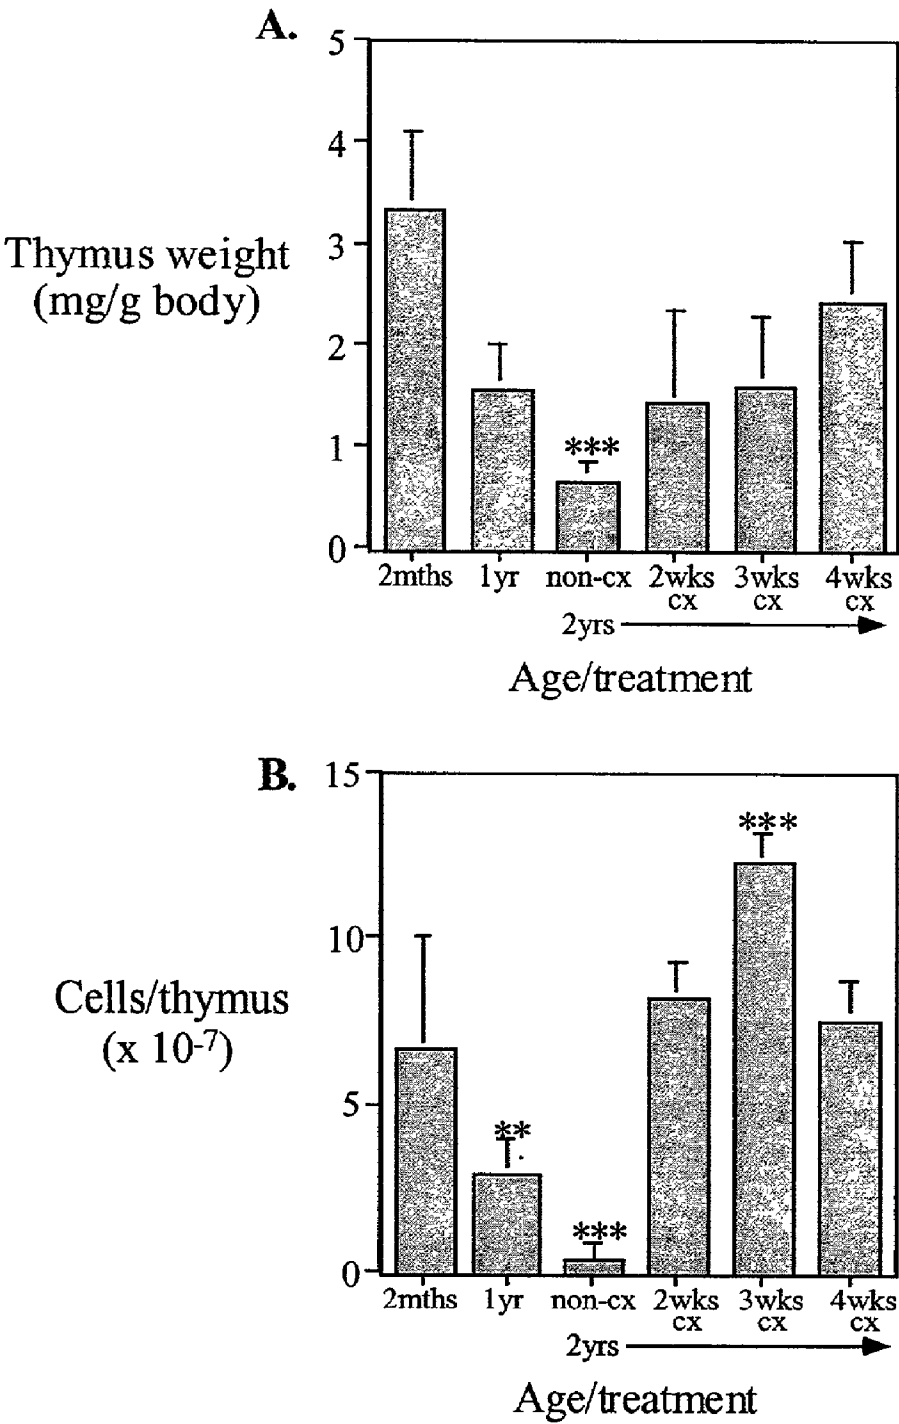 A.
5
4
3
2
1
0
Thymus weight
(mg/g body)
***
2mths 1yr non-cx 2wks 3wks 4wks
cx cx cx
2yrs
Age/treatment
B.
15
10
5
0
Cells/thymus
(x 10-7)
**
***
***
2mths 1yr non-cx 2wks 3wks 4wks
cx cx cx
2yrs
Age/treatment